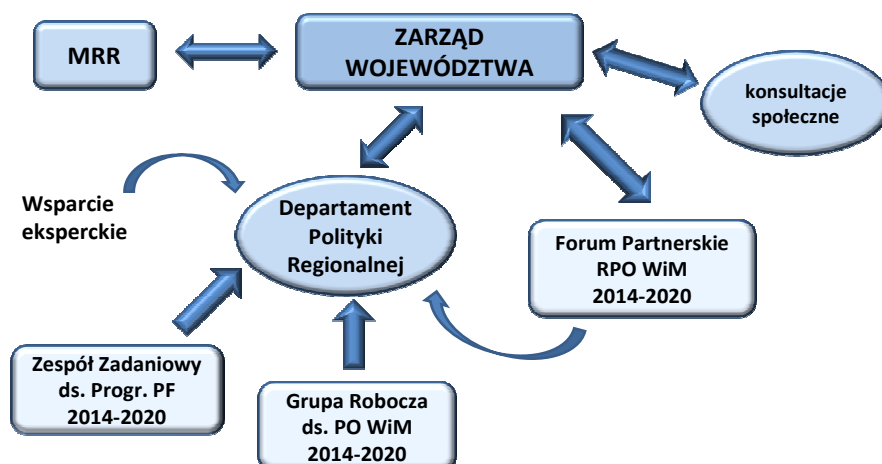 MRR
ZARZĄD
WOJEWÓDZTWA
konsultacje
społeczne
Wsparcie
eksperckie
Departament
Polityki
Regionalnej
Forum Partnerskie
RPO WiM
2014-2020
Zespół Zadaniowy
ds. Progr. PF
2014-2020
Grupa Robocza
ds. PO WiM
2014-2020